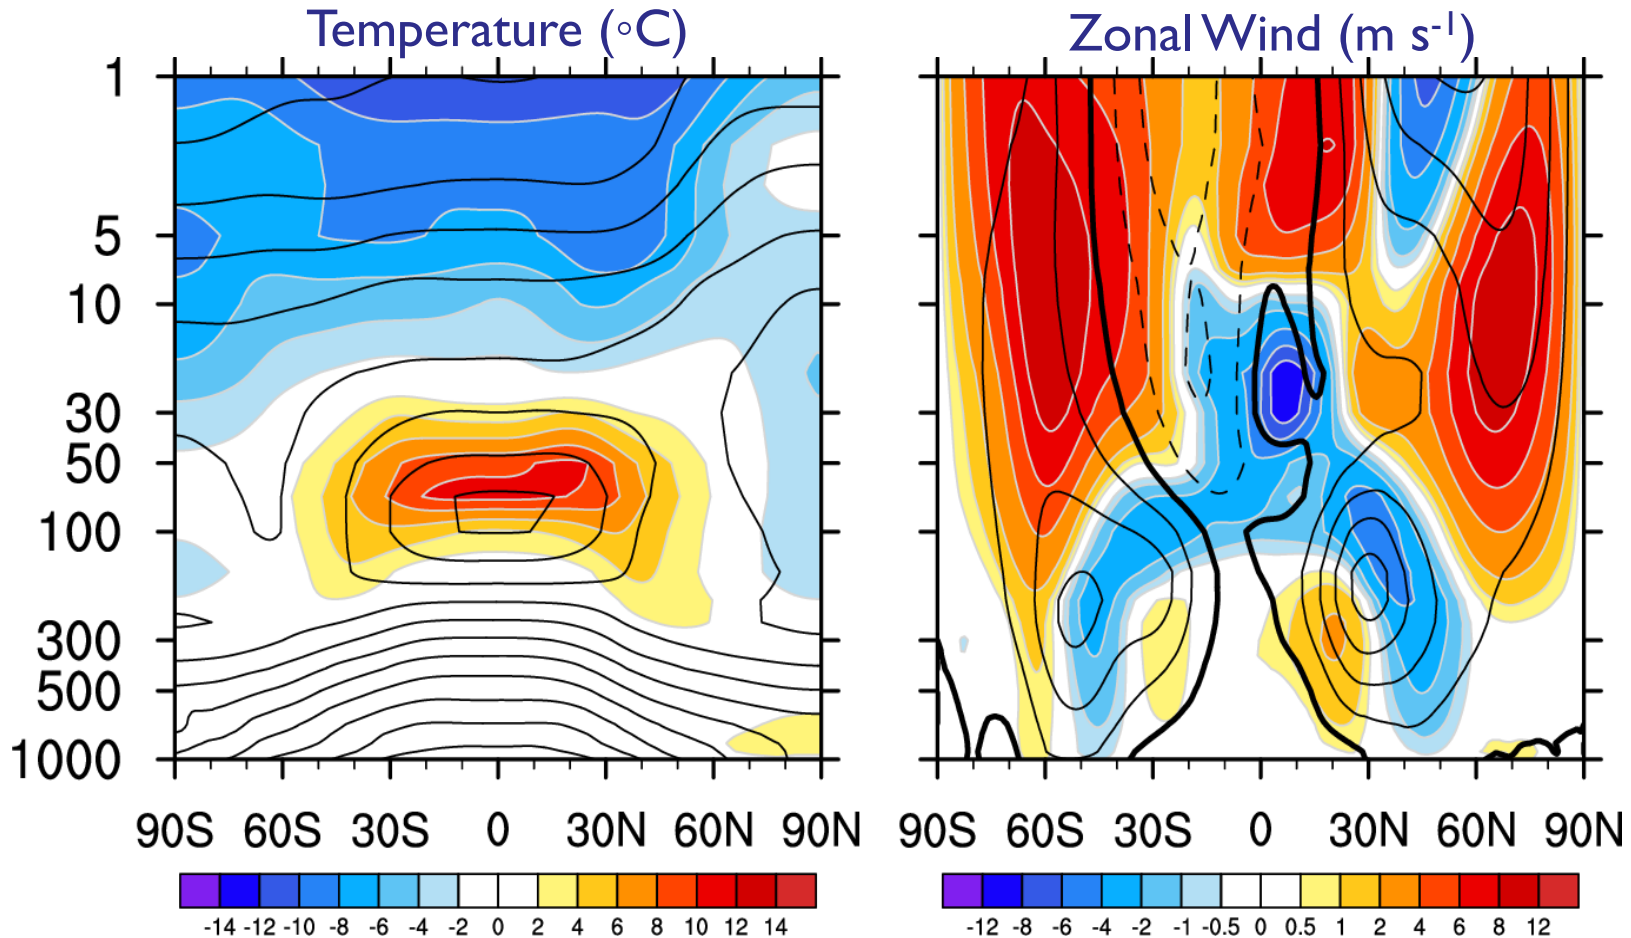 Temperature (°C)
Zonal Wind (m s-1)
1
5
10
30
50
100
300
500
1000
90S 60S 30S 0 30N 60N 90N
90S 60S 30S 0 30N 60N 90N
-14 -12 -10 -8 -6 -4 -2 0 2 4 6 8 10 12 14
-12 -8 -6 -4 -2 -1 -0.5 0 0.5 1 2 4 6 8 12